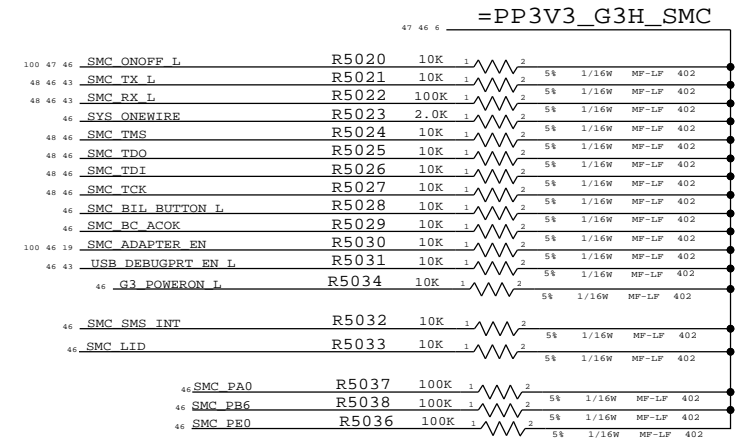 =PP3V3_G3H_SMC
47 46 6
100 47 46 SMC_ONOFF_L R5020 10K 1 2 5% 1/16W MF-LF 402
48 46 43 SMC_TX_L R5021 10K 1 2 5% 1/16W MF-LF 402
48 46 43 SMC_RX_L R5022 100K 1 2 5% 1/16W MF-LF 402
46 SYS_ONEWIRE R5023 2.0K 1 2 5% 1/16W MF-LF 402
48 46 SMC_TMS R5024 10K 1 2 5% 1/16W MF-LF 402
48 46 SMC_TDO R5025 10K 1 2 5% 1/16W MF-LF 402
48 46 SMC_TDI R5026 10K 1 2 5% 1/16W MF-LF 402
48 46 SMC_TCK R5027 10K 1 2 5% 1/16W MF-LF 402
46 SMC_BIL_BUTTON_L R5028 10K 1 2 5% 1/16W MF-LF 402
46 SMC_BC_ACOK R5029 10K 1 2 5% 1/16W MF-LF 402
100 46 19 SMC_ADAPTER_EN R5030 10K 1 2 5% 1/16W MF-LF 402
46 43 USB_DEBUGPRT_EN_L R5031 10K 1 2 5% 1/16W MF-LF 402
46 G3_POWERON_L R5034 10K 1 2 5% 1/16W MF-LF 402
46 SMC_SMS_INT R5032 10K 1 2 5% 1/16W MF-LF 402
46 SMC_LID R5033 10K 1 2 5% 1/16W MF-LF 402
46 SMC_PA0 R5037 100K 1 2 5% 1/16W MF-LF 402
46 SMC_PB6 R5038 100K 1 2 5% 1/16W MF-LF 402
46 SMC_PE0 R5036 100K 1 2 5% 1/16W MF-LF 402